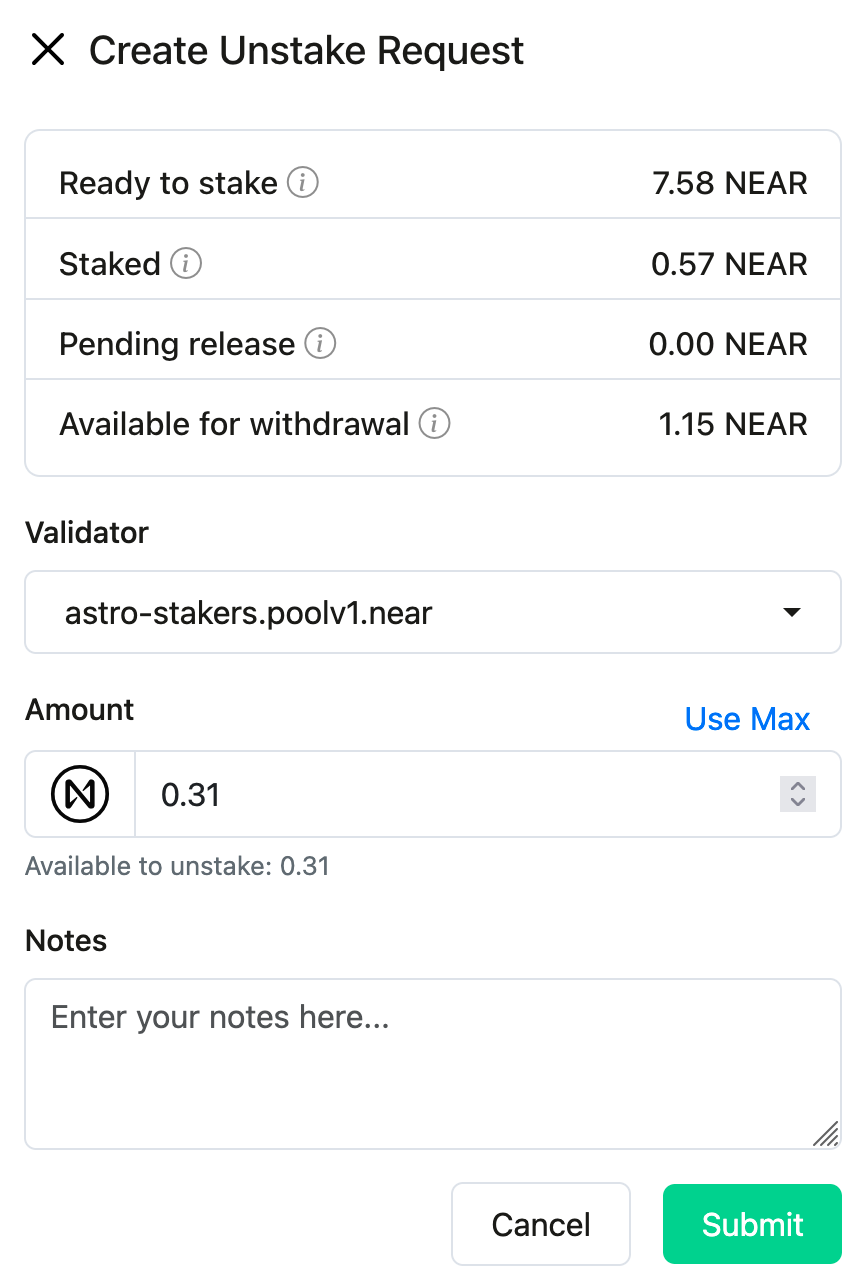 Create Unstake Request
Ready to stake 7.58 NEAR
Staked 0.57 NEAR
Pending release 0.00 NEAR
Available for withdrawal 1.15 NEAR
Validator
astro-stakers.poolv1.near
Amount
Use Max
0.31
Available to unstake: 0.31
Notes
Enter your notes here...
Cancel Submit